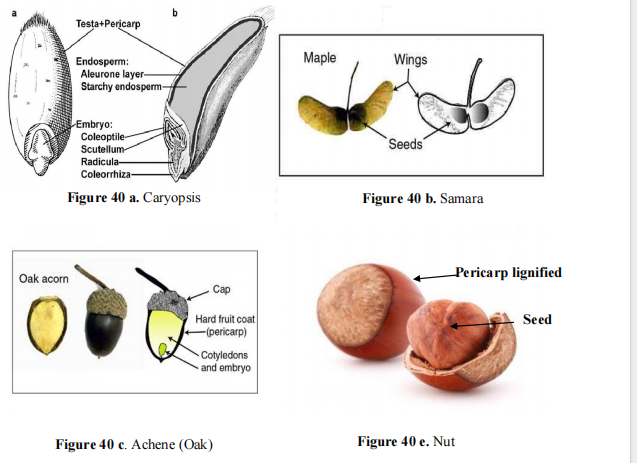 a
b
Testa+Pericarp
Endosperm:
Aleurone layer
Starchy endosperm
Embryo:
Coleoptile
Scutellum
Radicula
Coleorrhiza
Figure 40 a. Caryopsis
Maple
Wings
Seeds
Figure 40 b. Samara
Oak acorn
Cap
Hard fruit coat
(pericarp)
Cotyledons
and embryo
Figure 40 c. Achene (Oak)
Pericarp lignified
Seed
Figure 40 e. Nut